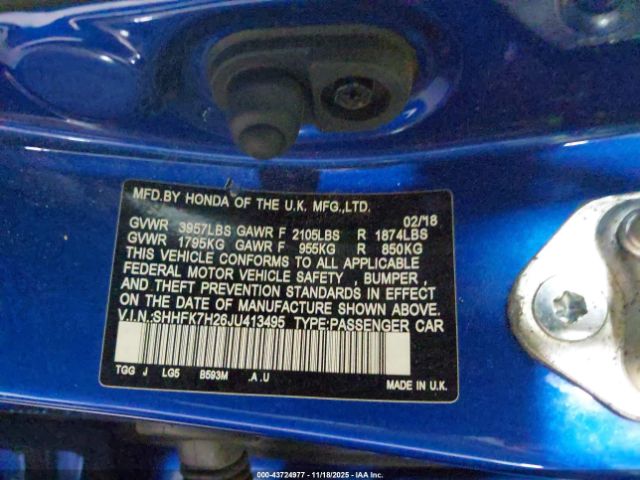 MFD.BY HONDA OF THE U.K. MFG.,LTD.
02/18
GVWR 3957LBS GAWR F 2105LBS R 1874LBS
GVWR 1795KG GAWR F 955KG R 850KG
THIS VEHICLE CONFORMS TO ALL APPLICABLE
FEDERAL MOTOR VEHICLE SAFETY , BUMPER ,
AND THEFT PREVENTION STANDARDS IN EFFECT
ON THE DATE OF MANUFACTURE SHOWN ABOVE.
V.I.N.:SHHFK7H26JU413495 TYPE:PASSENGER CAR
TGG J LG5 B593M .A.U
MADE IN U.K.
000-43724977 — 11/18/2025 — IAA Inc.